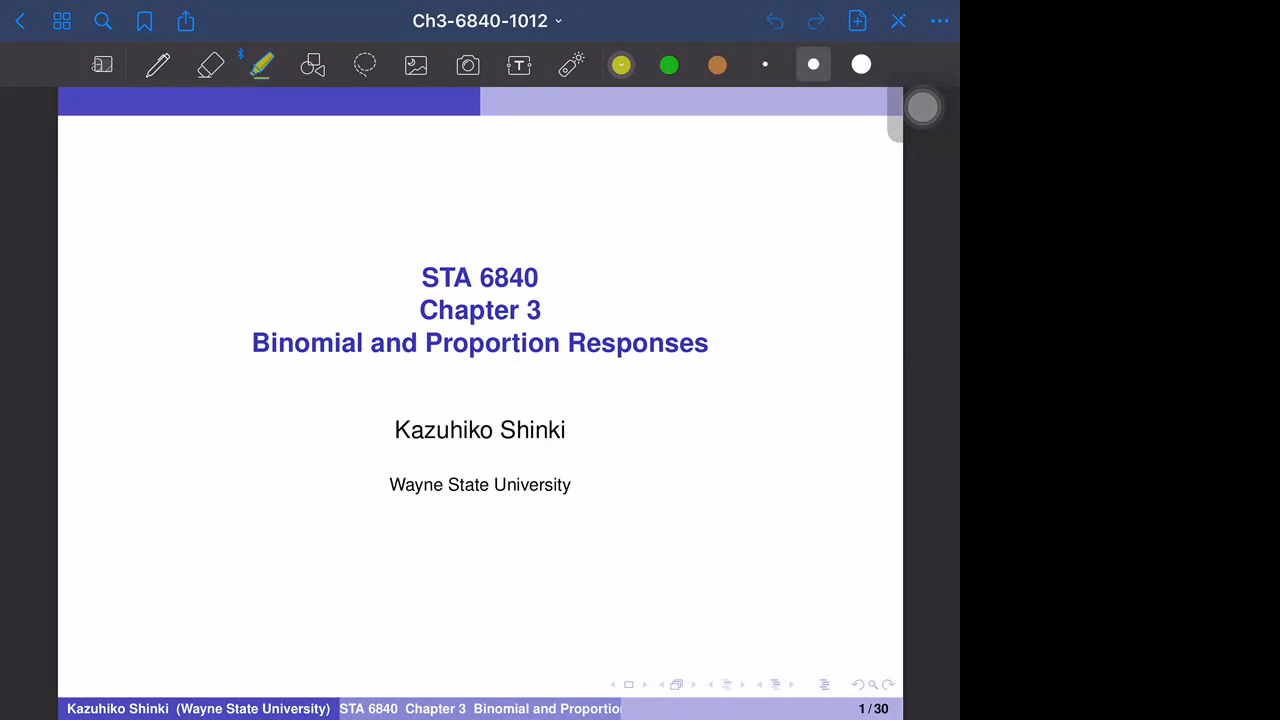 Ch3-6840-1012
T
STA 6840
Chapter 3
Binomial and Proportion Responses
Kazuhiko Shinki
Wayne State University
Kazuhiko Shinki (Wayne State University) STA 6840 Chapter 3 Binomial and Proportio 1 / 30